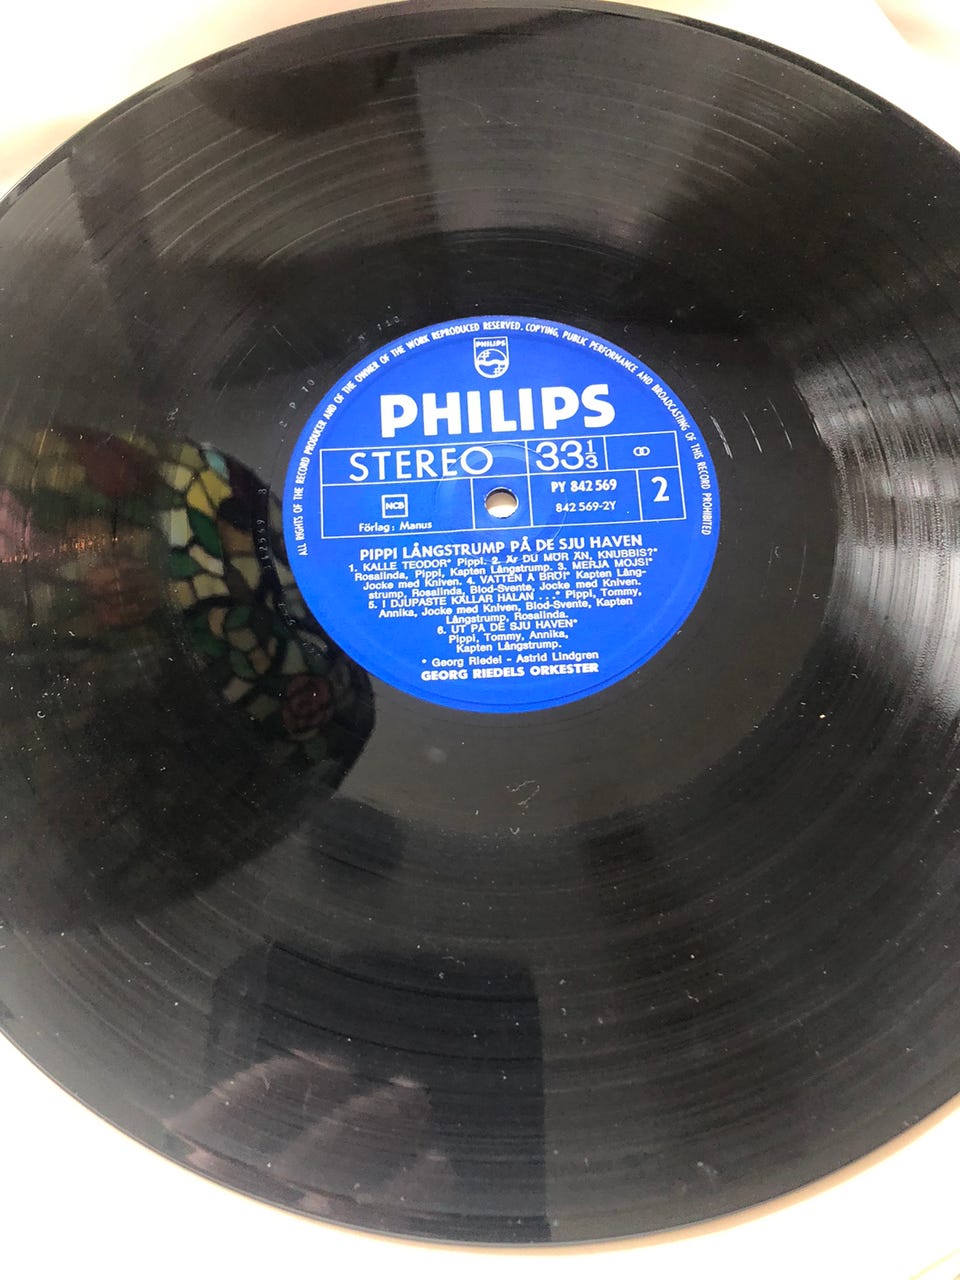 ALL RIGHTS OF THE RECORD PRODUCER AND OF THE OWNER OF THE WORK REPRODUCED RESERVED. COPYING, PUBLIC PERFORMANCE AND BROADCASTING OF THIS RECORD PROHIBITED
PHILIPS
PHILIPS
STEREO
33 1/3
NCB
Förlag: Manus
PY 842 569
842 569-2Y
2
PIPPI LÅNGSTRUMP PÅ DE SJU HAVEN
1. KALLE TEODOR* Pippi. 2. Är DU MÖR ÄN, KNUBBIS?*
Rosalinda, Pippi, Kapten Långstrump. 3. MERJA MOJS!*
Jocke med Kniven. 4. VATTEN Å BRÖ!* Kapten Lång-
strump, Rosalinda, Blod-Svente, Jocke med Kniven.
5. I DJUPASTE KÄLLAR HÅLAN ...* Pippi, Tommy,
Annika, Jocke med Kniven, Blod-Svente, Kapten
Långstrump, Rosalinda.
6. UT PÅ DE SJU HAVEN*
Pippi, Tommy, Annika,
Kapten Långstrump.
* Georg Riedel - Astrid Lindgren
GEORG RIEDELS ORKESTER